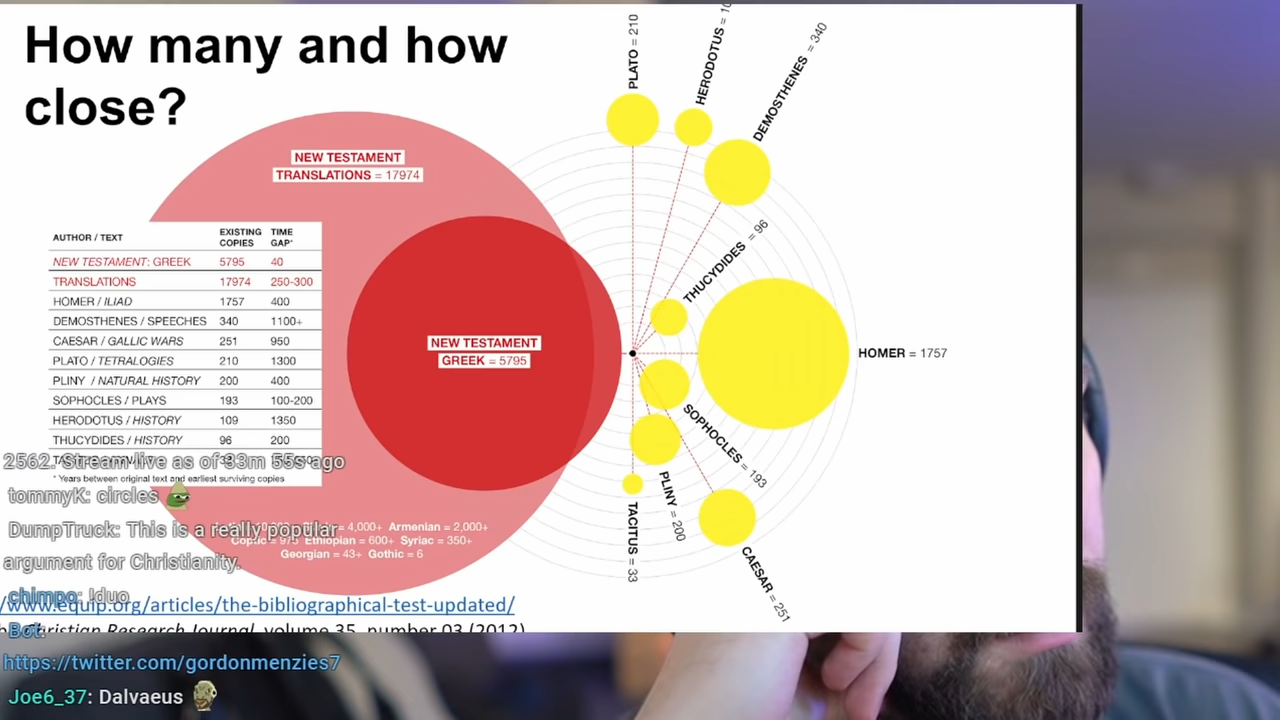 How many and how
close?
NEW TESTAMENT
TRANSLATIONS = 17974
AUTHOR / TEXT EXISTING COPIES TIME GAP*
NEW TESTAMENT: GREEK 5795 40
TRANSLATIONS 17974 250-300
HOMER / ILIAD 1757 400
DEMOSTHENES / SPEECHES 340 1100+
CAESAR / GALLIC WARS 251 950
PLATO / TETRALOGIES 210 1300
PLINY / NATURAL HISTORY 200 400
SOPHOCLES / PLAYS 193 100-200
HERODOTUS / HISTORY 109 1350
THUCYDIDES / HISTORY 96 200
* Years between original text and earliest surviving copies
NEW TESTAMENT
GREEK = 5795
= 4,000+ Armenian = 2,000+
Coptic = 975 Ethiopian = 600+ Syriac = 350+
Georgian = 43+ Gothic = 6
PLATO = 210
HERODOTUS = 10
DEMOSTHENES = 340
THUCYDIDES = 96
HOMER = 1757
SOPHOCLES = 193
PLINY = 200
TACITUS = 33
CAESAR = 251
/www.equip.org/articles/the-bibliographical-test-updated/
Christian Research Journal, volume 35, number 03 (2012)
2562. Stream live as of 33m 55s ago
tommyK: circles
DumpTruck: This is a really popular
argument for Christianity.
chimpo: !duo
Bot:
https://twitter.com/gordonmenzies7
Joe6_37: Dalvaeus